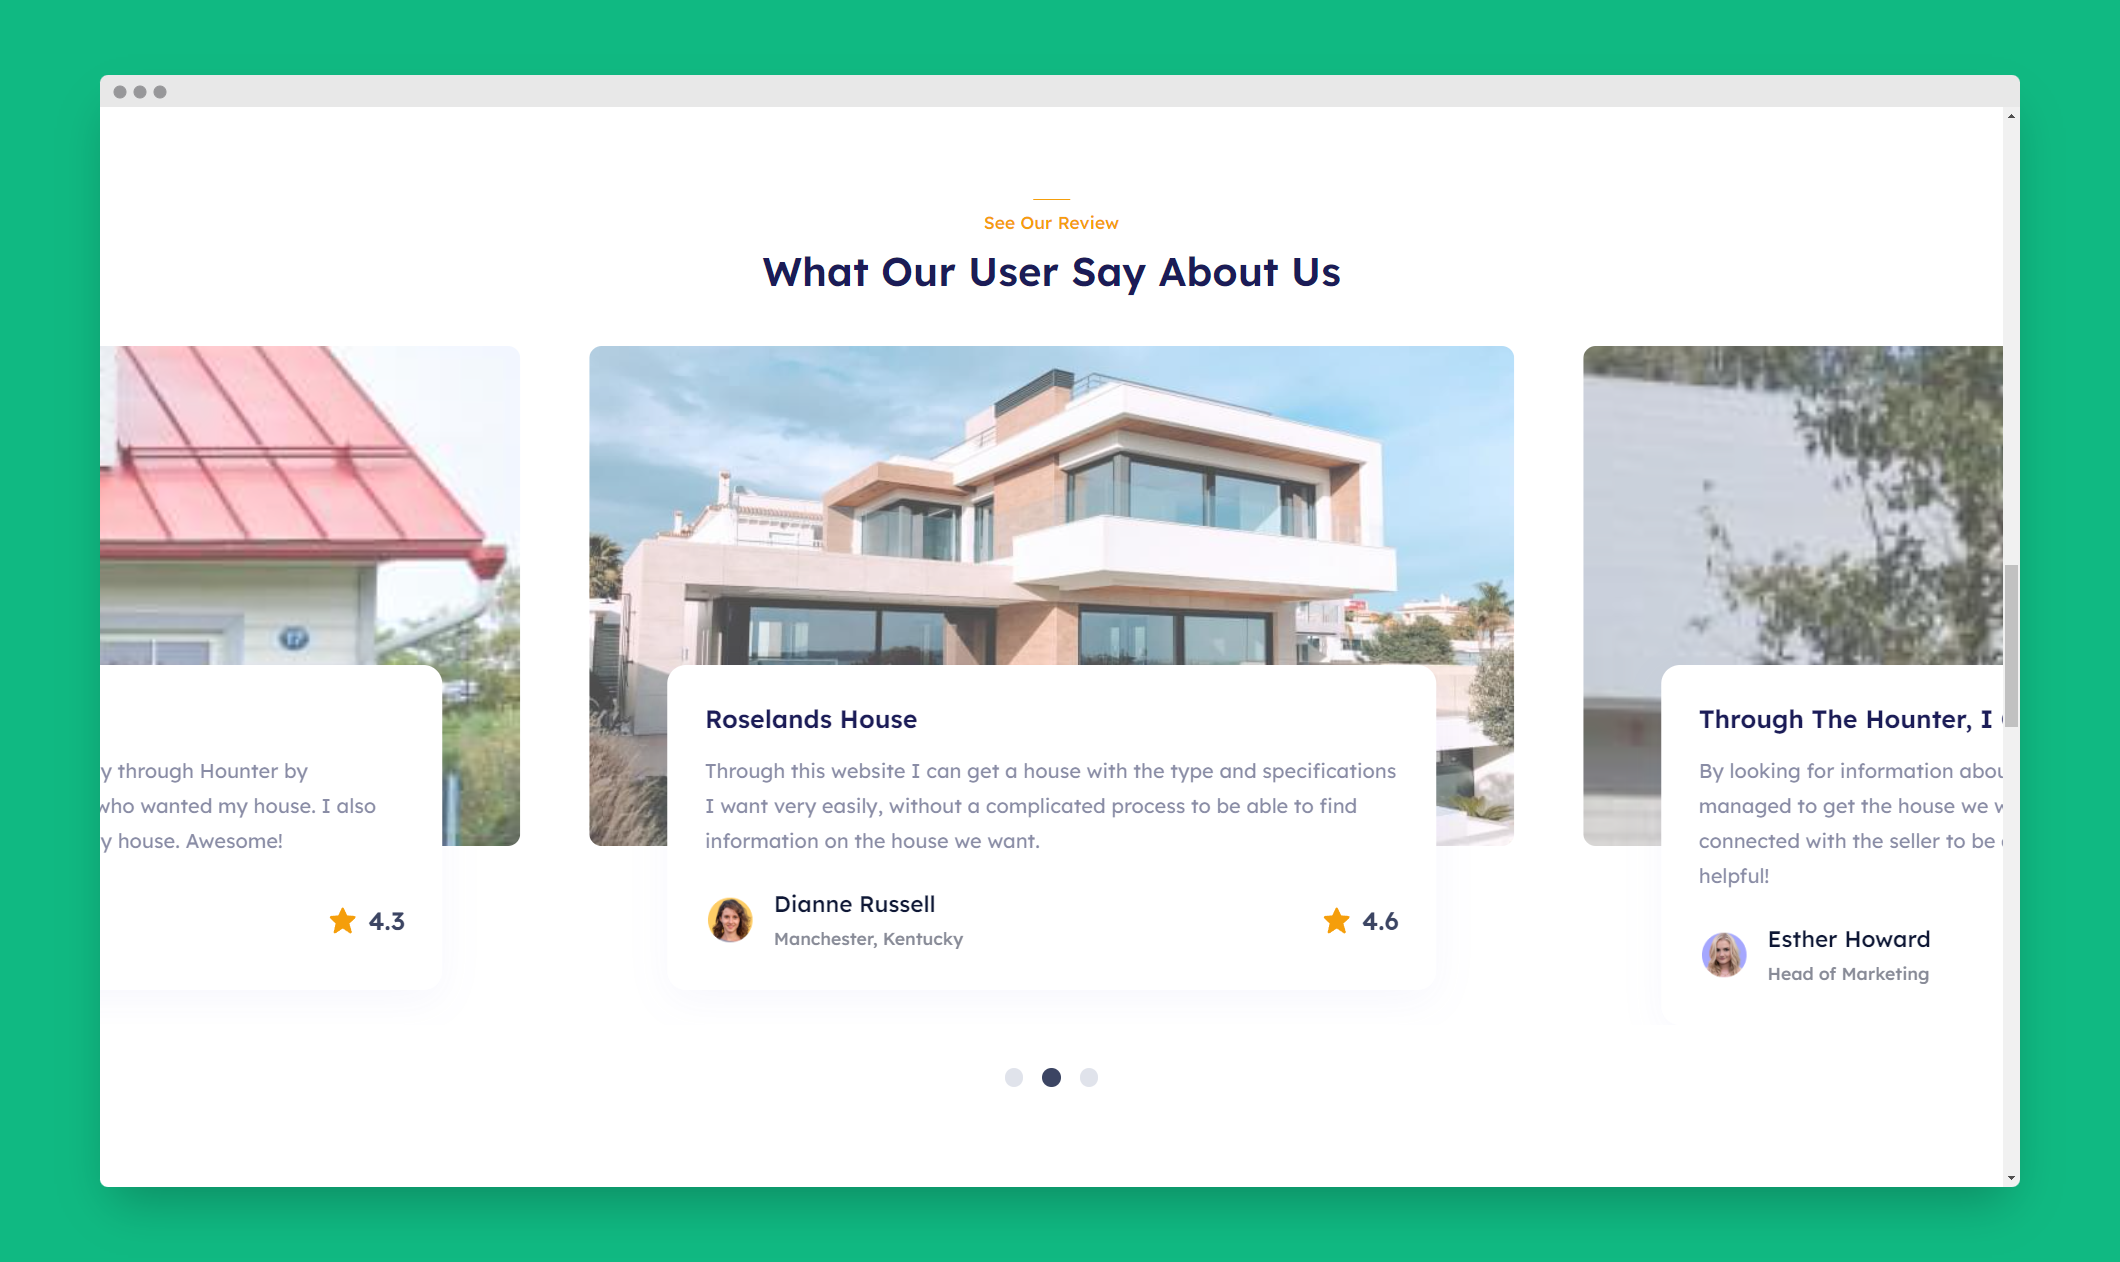 See Our Review
What Our User Say About Us
y through Hounter by
who wanted my house. I also
y house. Awesome!
4.3
Roselands House
Through this website I can get a house with the type and specifications
I want very easily, without a complicated process to be able to find
information on the house we want.
Dianne Russell
Manchester, Kentucky
4.6
Through The Hounter, I
By looking for information abou
managed to get the house we w
connected with the seller to be
helpful!
Esther Howard
Head of Marketing